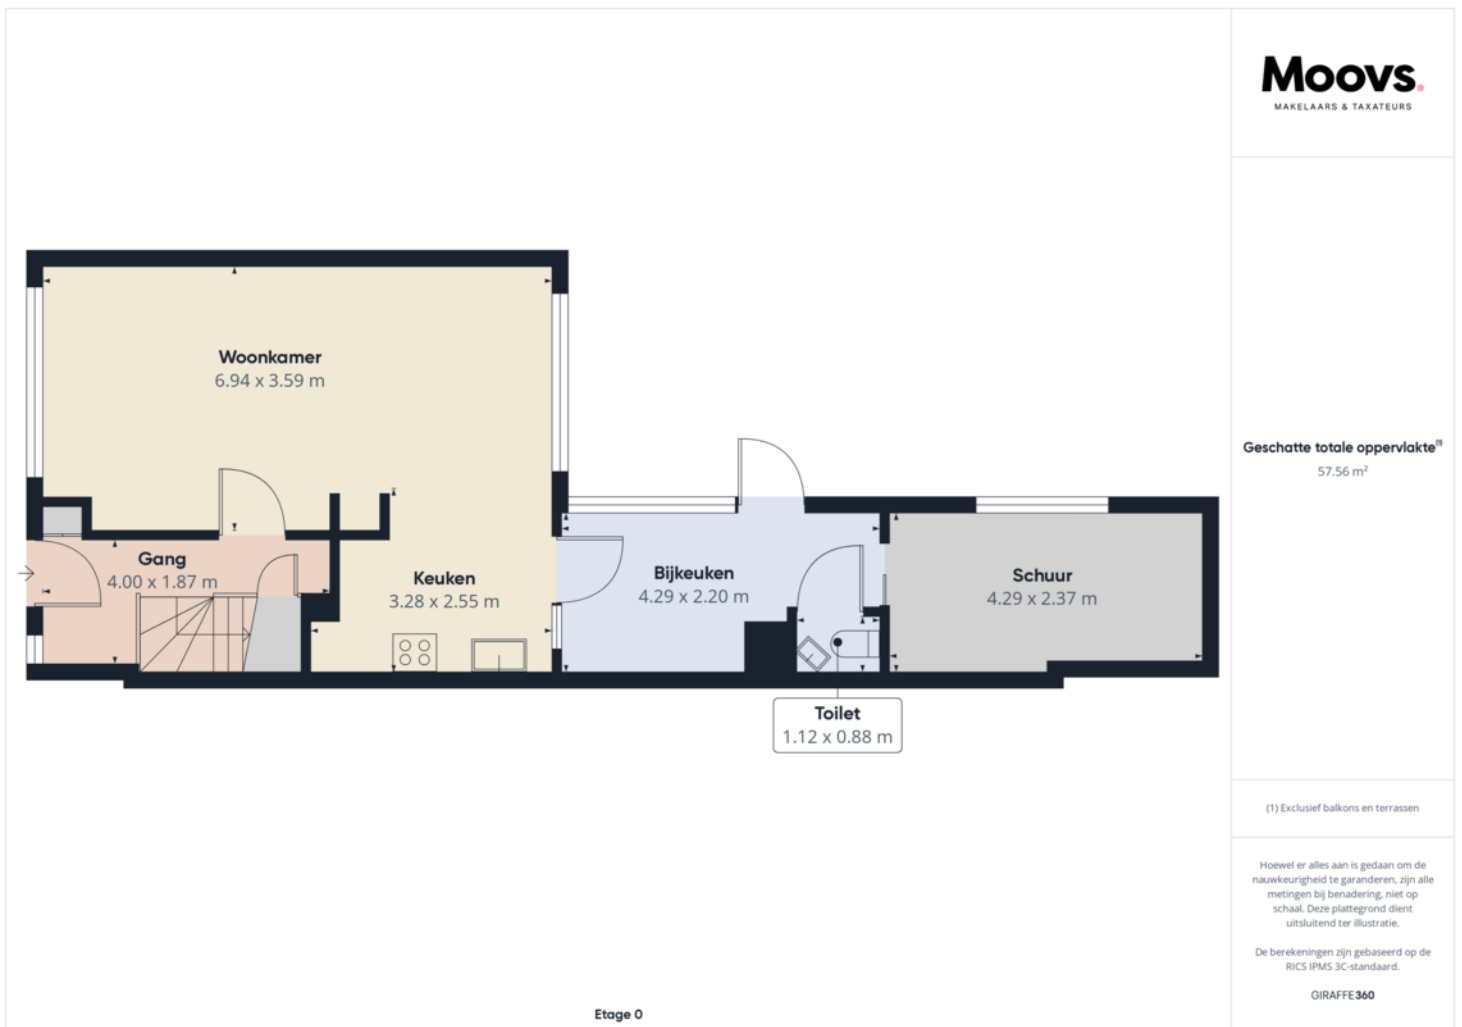 Moovs.
MAKELAARS & TAXATEURS
Woonkamer
6.94 x 3.59 m
Gang
4.00 x 1.87 m
Keuken
3.28 x 2.55 m
Bijkeuken
4.29 x 2.20 m
Schuur
4.29 x 2.37 m
Toilet
1.12 x 0.88 m
Etage 0
Geschatte totale oppervlakte(1)
57.56 m²
(1) Exclusief balkons en terrassen
Hoewel er alles aan is gedaan om de
nauwkeurigheid te garanderen, zijn alle
metingen bij benadering, niet op
schaal. Deze plattegrond dient
uitsluitend ter illustratie.
De berekeningen zijn gebaseerd op de
RICS IPMS 3C-standaard.
GIRAFFE360